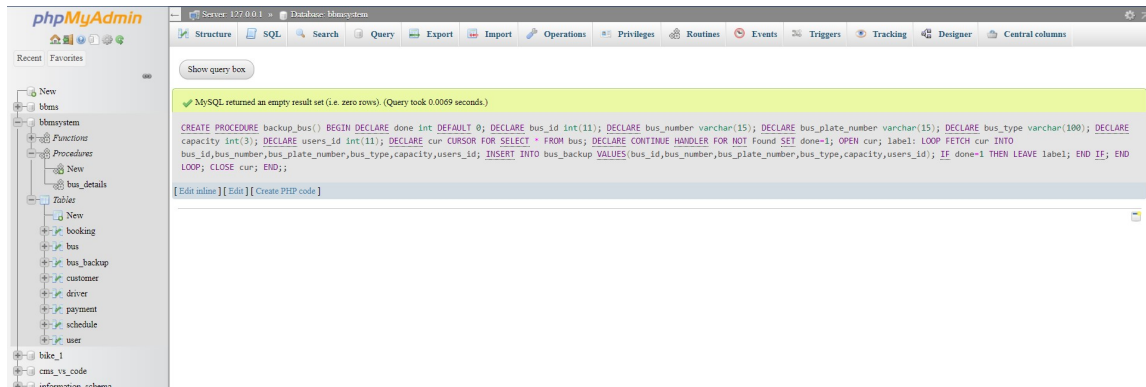 phpMyAdmin
Recent Favorites
New
bbms
bbmsystem
Functions
Procedures
New
bus_details
Tables
New
booking
bus
bus_backup
customer
driver
payment
schedule
user
bike_1
cms_vs_code
information_schema
Server: 127.0.0.1 » Database: bbmsystem
Structure SQL Search Query Export Import Operations Privileges Routines Events Triggers Tracking Designer Central columns
Show query box
MySQL returned an empty result set (i.e. zero rows). (Query took 0.0069 seconds.)
CREATE PROCEDURE backup_bus() BEGIN DECLARE done int DEFAULT 0; DECLARE bus_id int(11); DECLARE bus_number varchar(15); DECLARE bus_plate_number varchar(15); DECLARE bus_type varchar(100); DECLARE
capacity int(3); DECLARE users_id int(11); DECLARE cur CURSOR FOR SELECT * FROM bus; DECLARE CONTINUE HANDLER FOR NOT Found SET done=1; OPEN cur; label: LOOP FETCH cur INTO
bus_id,bus_number,bus_plate_number,bus_type,capacity,users_id; INSERT INTO bus_backup VALUES(bus_id,bus_number,bus_plate_number,bus_type,capacity,users_id); IF done=1 THEN LEAVE label; END IF; END
LOOP; CLOSE cur; END;;
[ Edit inline ] [ Edit ] [ Create PHP code ]